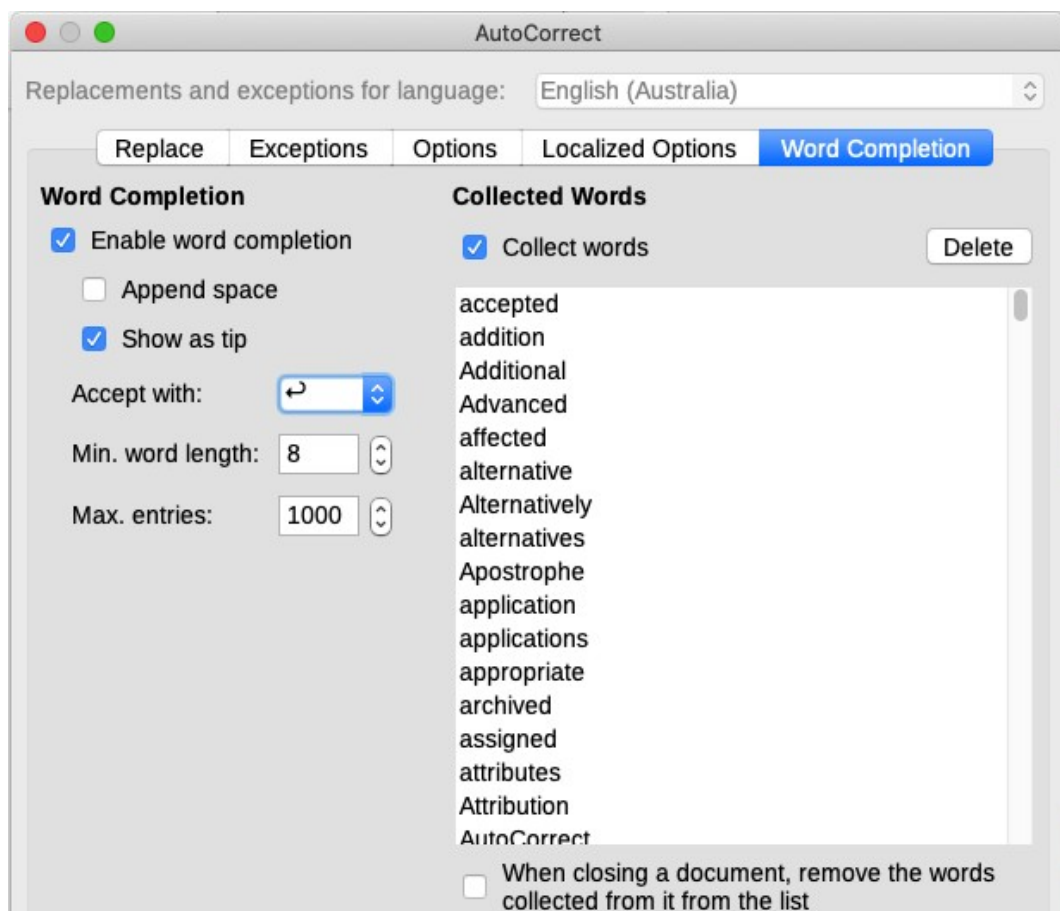 AutoCorrect
Replacements and exceptions for language: English (Australia)
Replace Exceptions Options Localized Options Word Completion
Word Completion
Enable word completion
Append space
Show as tip
Accept with: ↩
Min. word length: 8
Max. entries: 1000
Collected Words
Collect words Delete
accepted
addition
Additional
Advanced
affected
alternative
Alternatively
alternatives
Apostrophe
application
applications
appropriate
archived
assigned
attributes
Attribution
AutoCorrect
When closing a document, remove the words
collected from it from the list